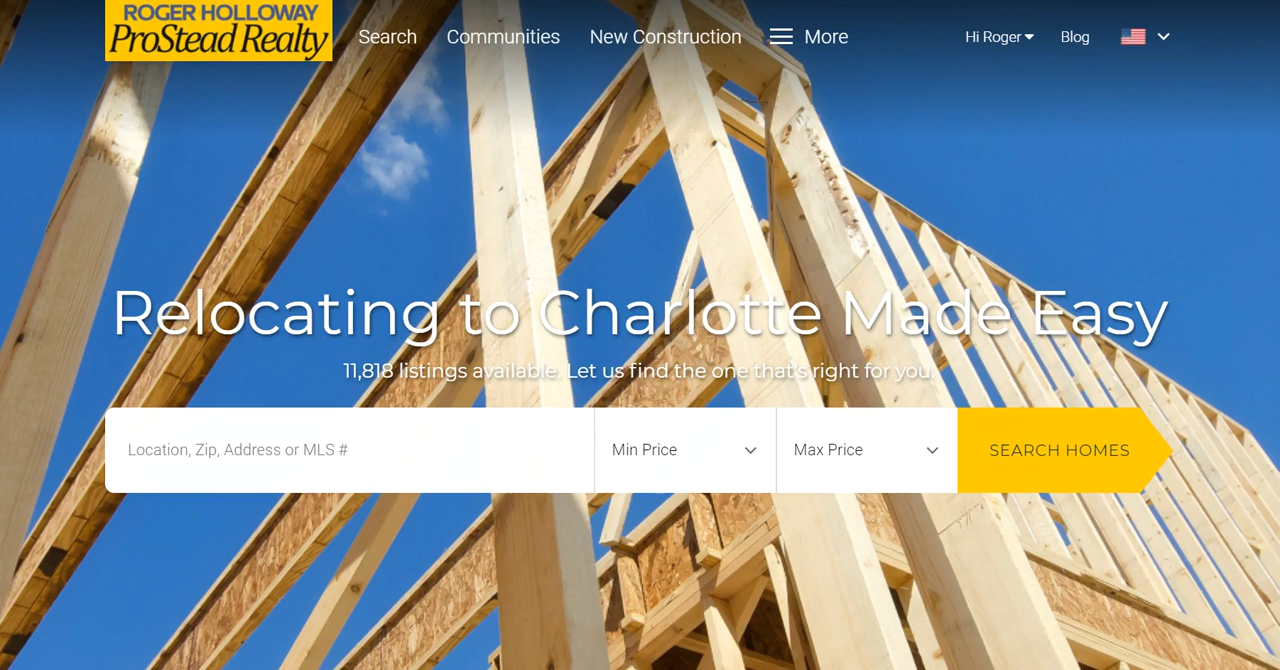 ROGER HOLLOWAY
ProStead Realty
Search
Communities
New Construction
More
Hi Roger
Blog
Relocating to Charlotte Made Easy
11,818 listings available. Let us find the one that's right for you.
Location, Zip, Address or MLS #
Min Price
Max Price
SEARCH HOMES